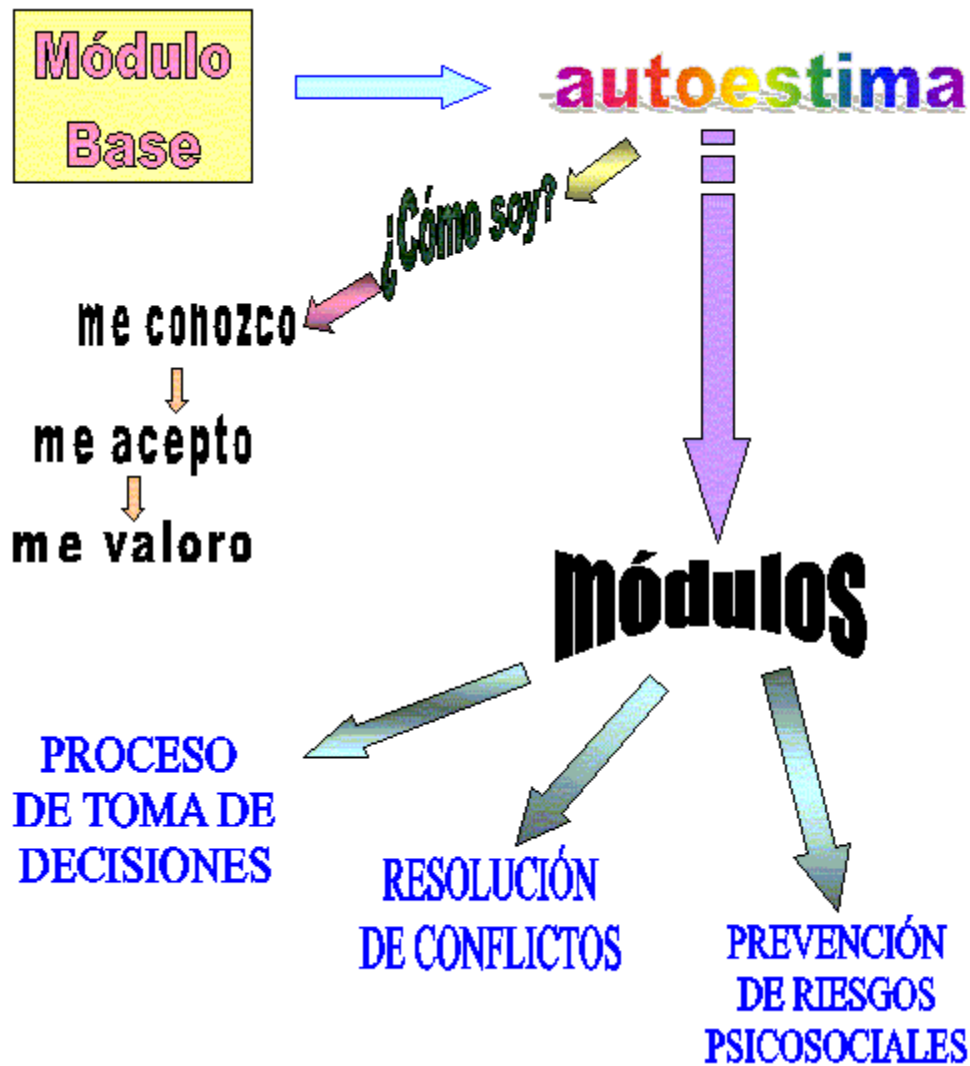 Módulo
Base
autoestima
¿Cómo soy?
me conozco
me acepto
me valoro
módulos
PROCESO
DE TOMA DE
DECISIONES
RESOLUCIÓN
DE CONFLICTOS
PREVENCIÓN
DE RIESGOS
PSICOSOCIALES